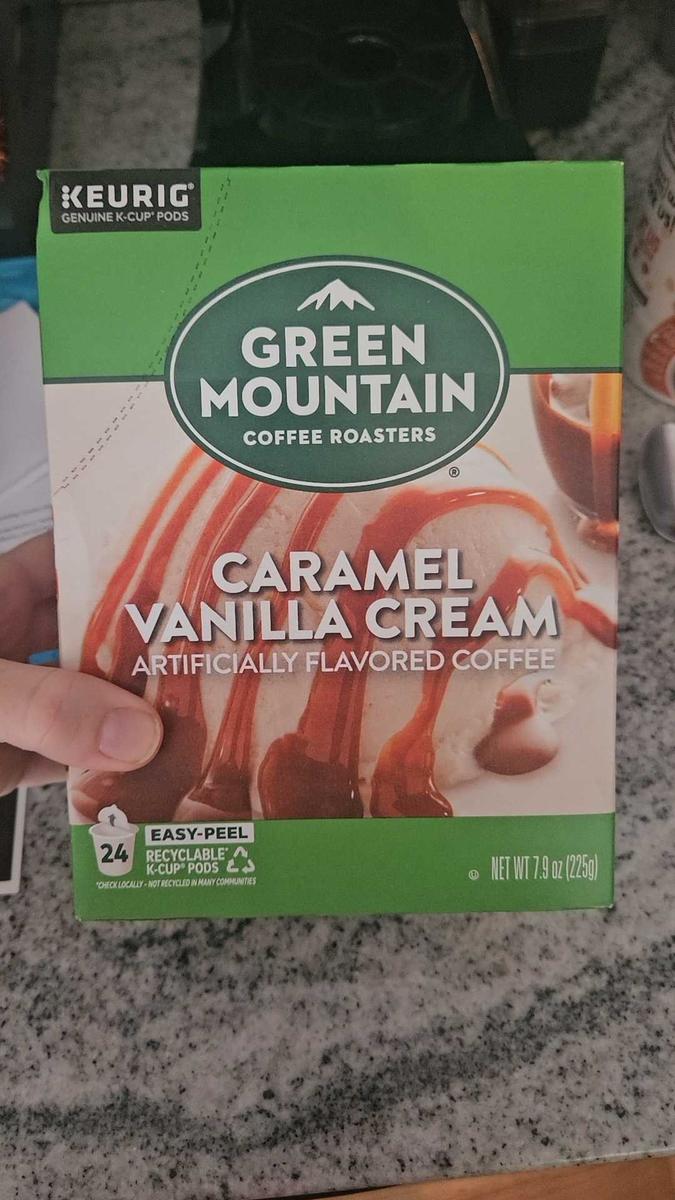 KEURIG®
GENUINE K-CUP® PODS
GREEN
MOUNTAIN
COFFEE ROASTERS
®
CARAMEL
VANILLA CREAM
ARTIFICIALLY FLAVORED COFFEE
24
EASY-PEEL
RECYCLABLE*
K-CUP® PODS
*CHECK LOCALLY - NOT RECYCLED IN MANY COMMUNITIES
U NET WT 7.9 oz (225g)